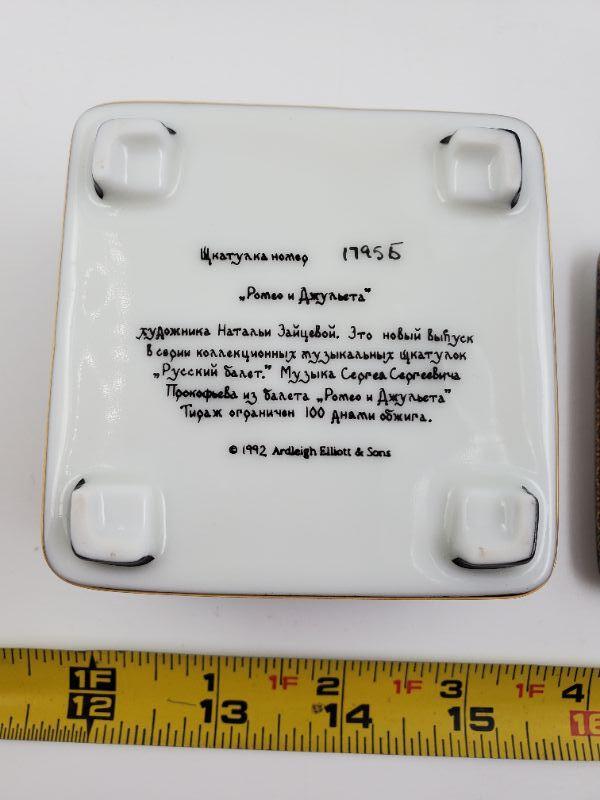 Шкатулка номер 1795Б
„Ромео и Джульета"
художника Натальи Зайцевой. Это новый выпуск
в серии коллекционных музыкальных шкатулок
„Русский балет." Музыка Сергея Сергеевича
Прокофьева из балета „Ромео и Джульета"
Тираж ограничен 100 днями обжига.
© 1992 Ardleigh Elliott & Sons
1F 1 1F 2 1F 3 1F 4
12 13 14 15 16